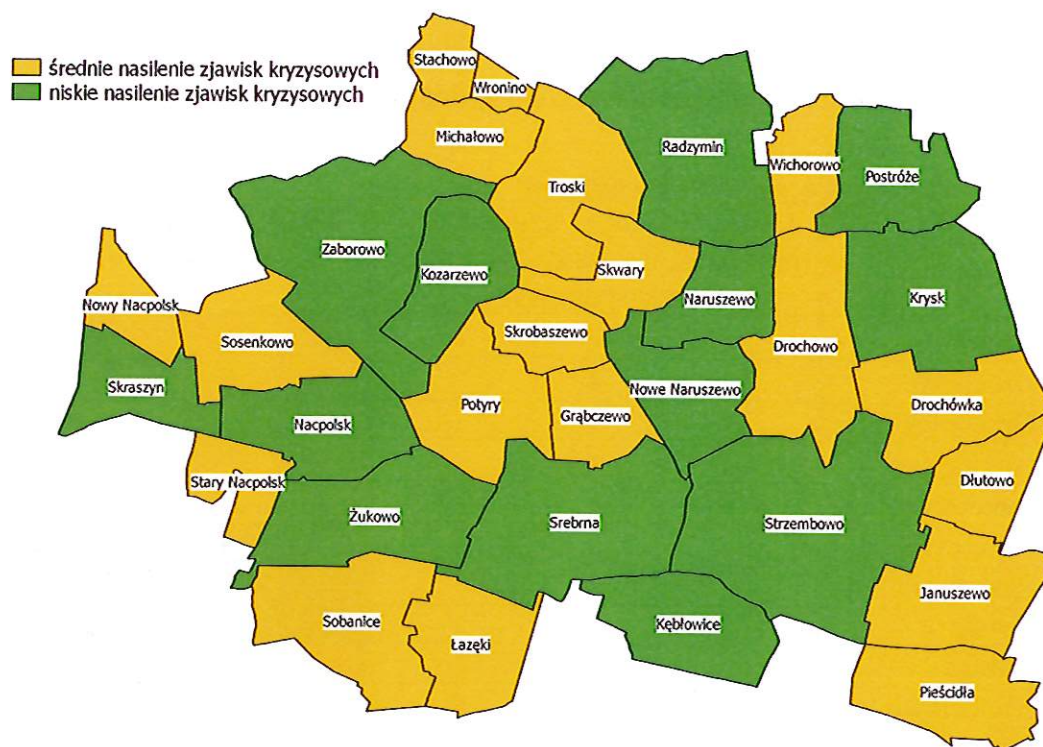 średnie nasilenie zjawisk kryzysowych
niskie nasilenie zjawisk kryzysowych
Stachowo
Wronino
Michałowo
Radzymin
Wichorowo
Postróże
Troski
Zaborowo
Kozarzewo
Skwary
Naruszewo
Krysk
Nowy Nacpolsk
Sosenkowo
Skrobaszewo
Drochowo
Skraszyn
Nowe Naruszewo
Drochówka
Potyry
Grąbczewo
Nacpolsk
Stary Nacpolsk
Dłutowo
Żukowo
Srebrna
Strzembowo
Januszewo
Sobanice
Łazęki
Kębłowice
Pieścidła